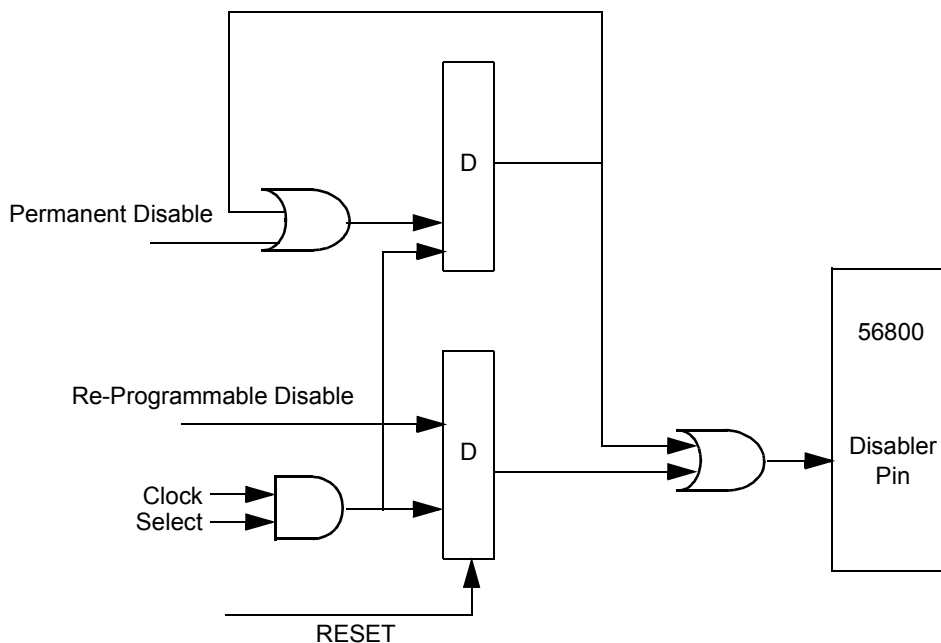 D
Permanent Disable
56800
Re-Programmable Disable
D
Disabler
Pin
Clock
Select
RESET